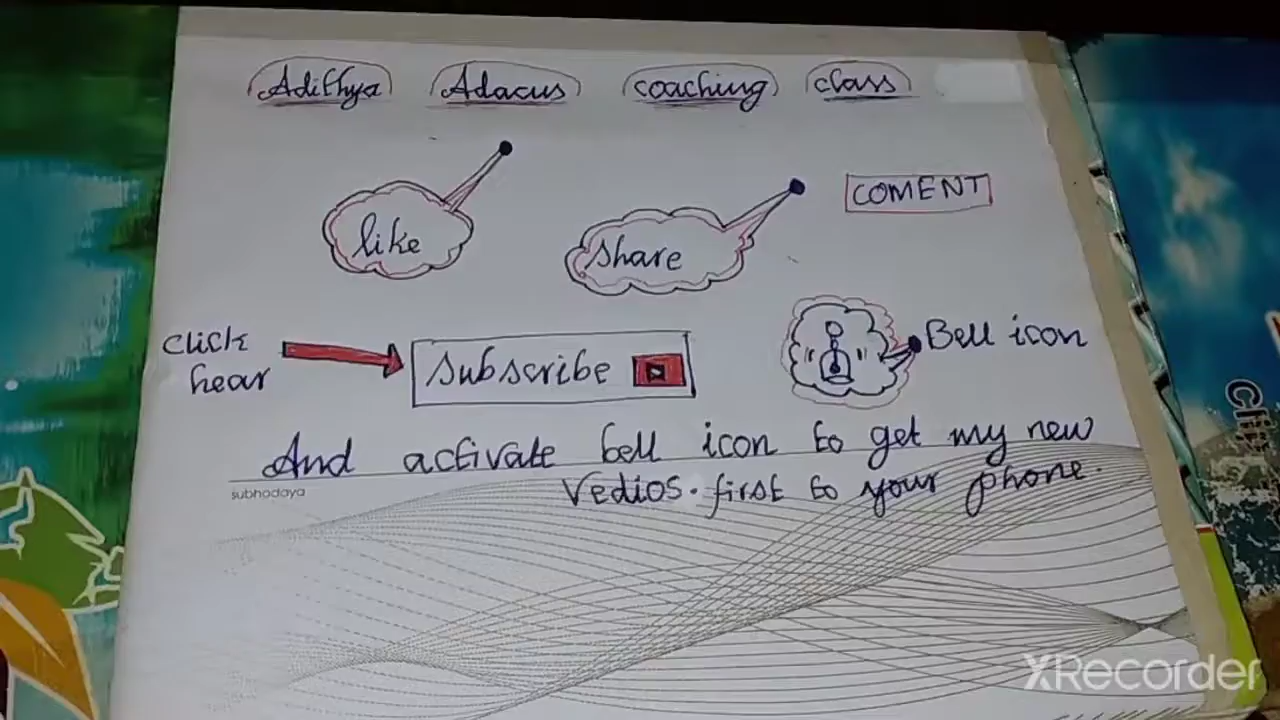 Adithya Adacus coaching class
like
share
COMENT
click
hear
Subscribe
Bell icon
And activate bell icon to get my new
Vedios. first to your phone.
subhodaya
XRecorder